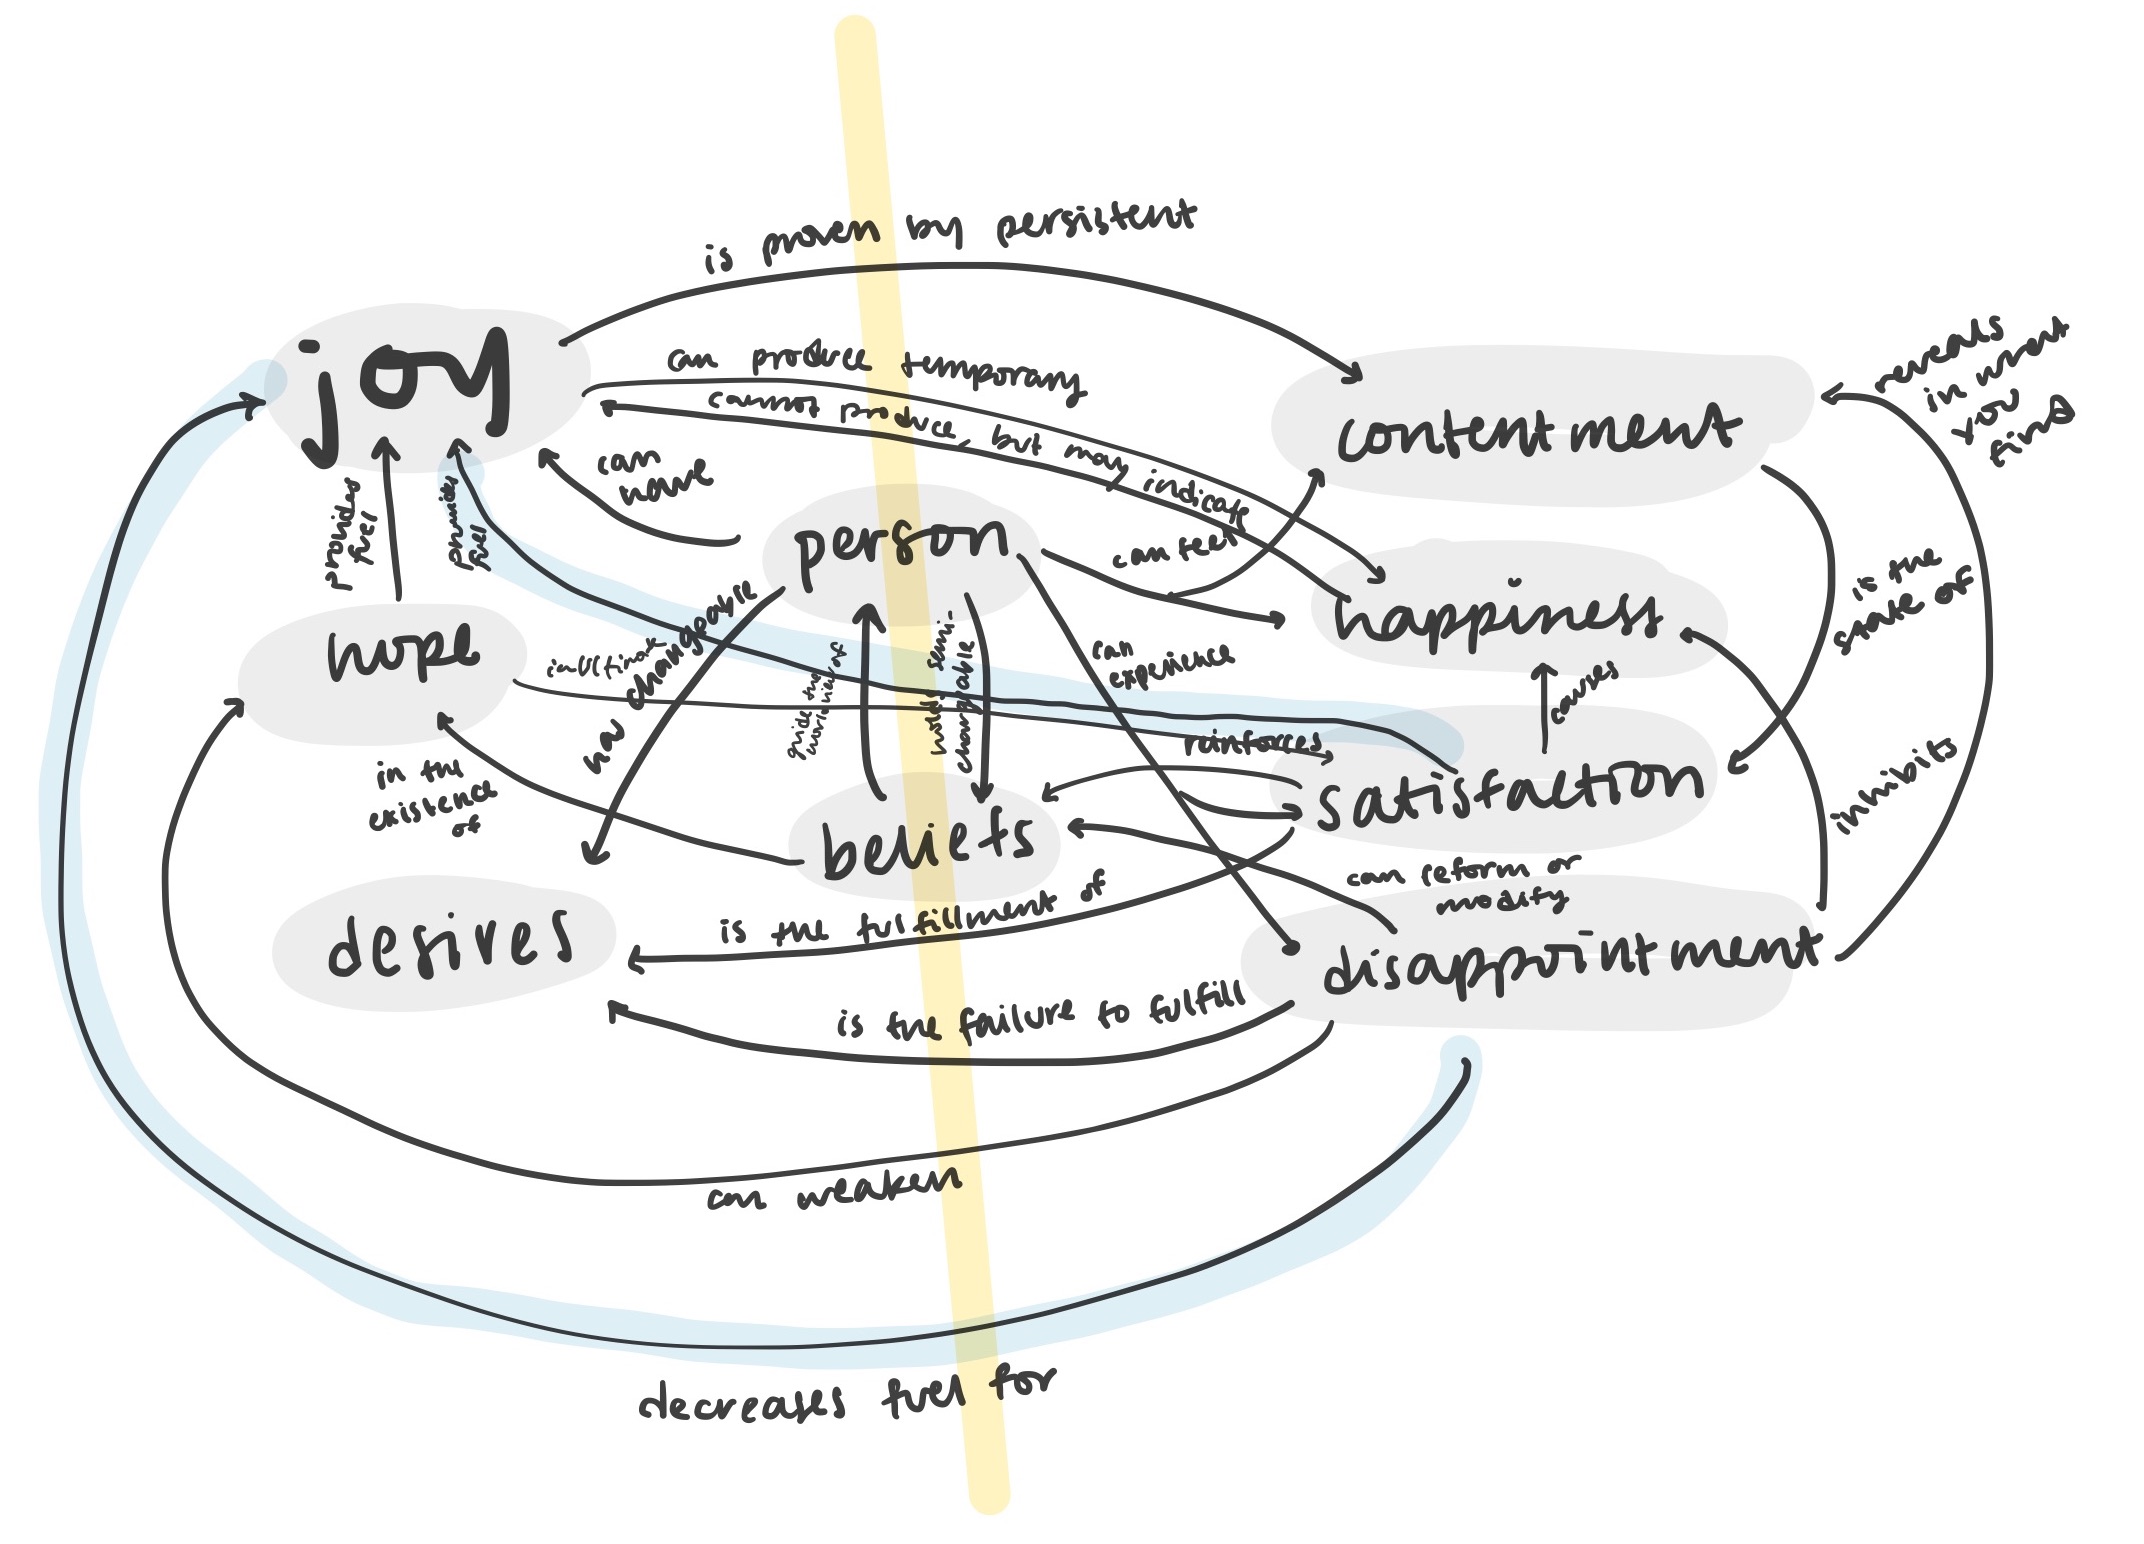 is proven by persistent
joy
can produce temporary
cannot produce, but may indicate
reveals
in what
you
find
contentment
can
have
provides
fuel
provides
fuel
person
can feel
happiness
is the
state of
hope
in ultimate
has changeable
guide the
worldview of
holds semi-
changeable
can
experience
causes
reinforces
satisfaction
inhibits
in the
existence
of
beliefs
can reform or
modify
is the fulfillment of
desires
disappointment
is the failure to fulfill
can weaken
decreases fuel for